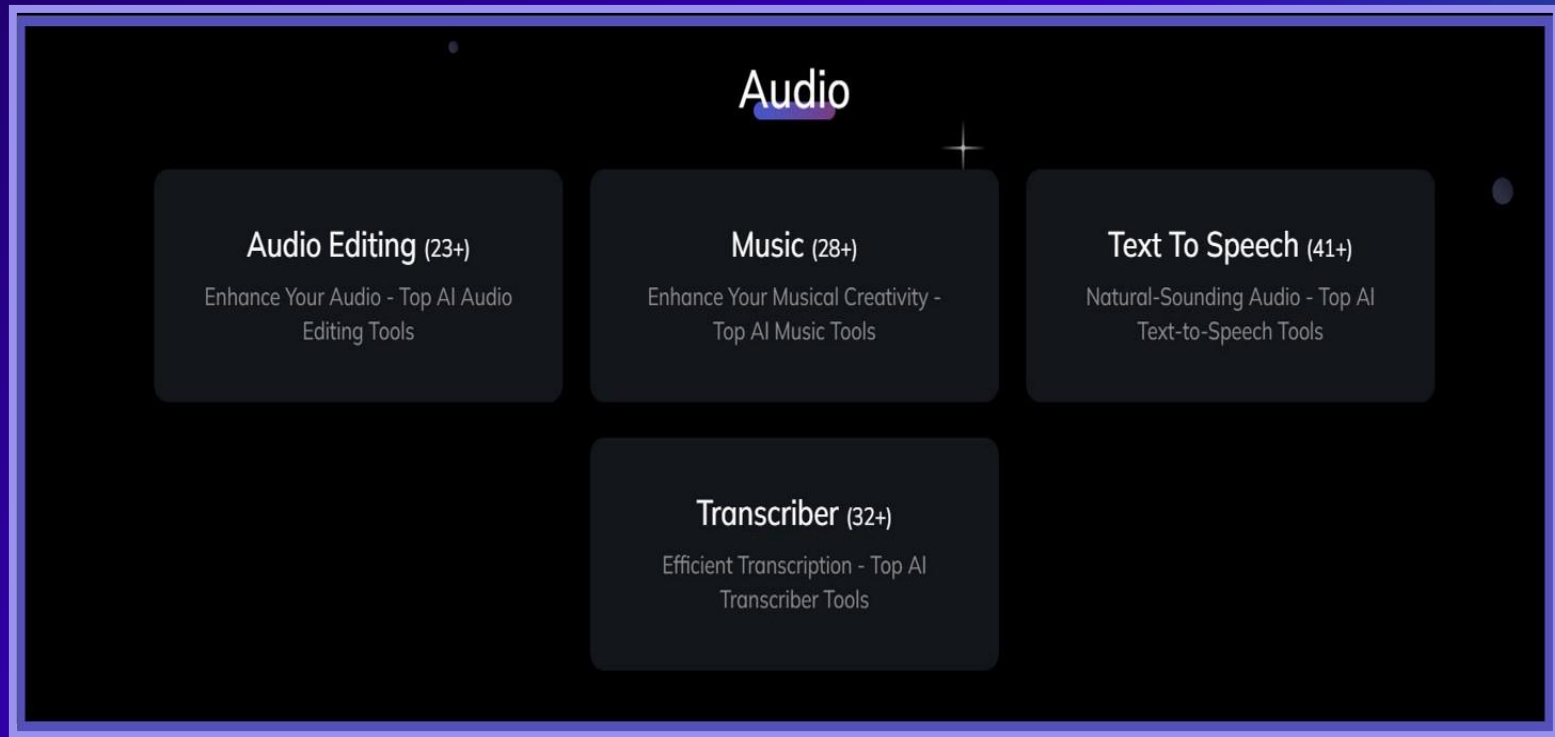 Audio
Audio Editing (23+)
Enhance Your Audio - Top AI Audio
Editing Tools
Music (28+)
Enhance Your Musical Creativity -
Top AI Music Tools
Text To Speech (41+)
Natural-Sounding Audio - Top AI
Text-to-Speech Tools
Transcriber (32+)
Efficient Transcription - Top AI
Transcriber Tools